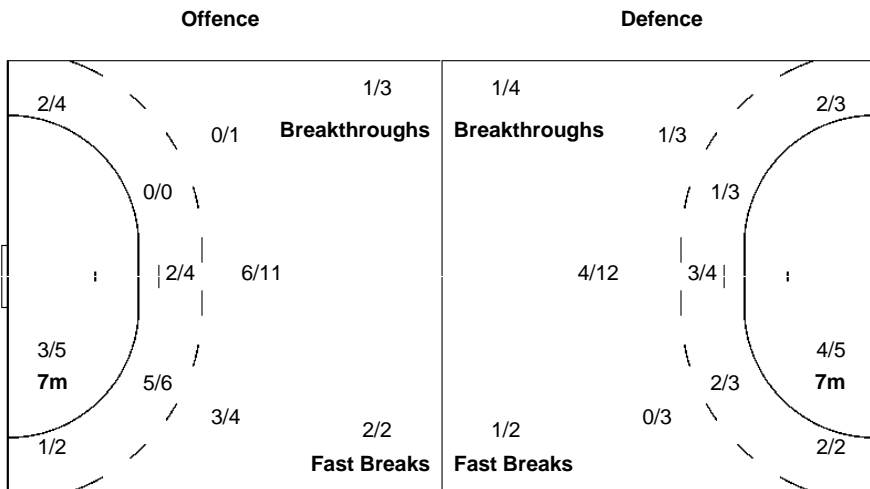 Offence Defence
1/3 1/4
2/4 2/3
0/1 Breakthroughs Breakthroughs 1/3
0/0 1/3
2/4 6/11 4/12 3/4
3/5 4/5
7m 5/6 2/3 7m
3/4 0/3
2/2 1/2
1/2 2/2
Fast Breaks Fast Breaks